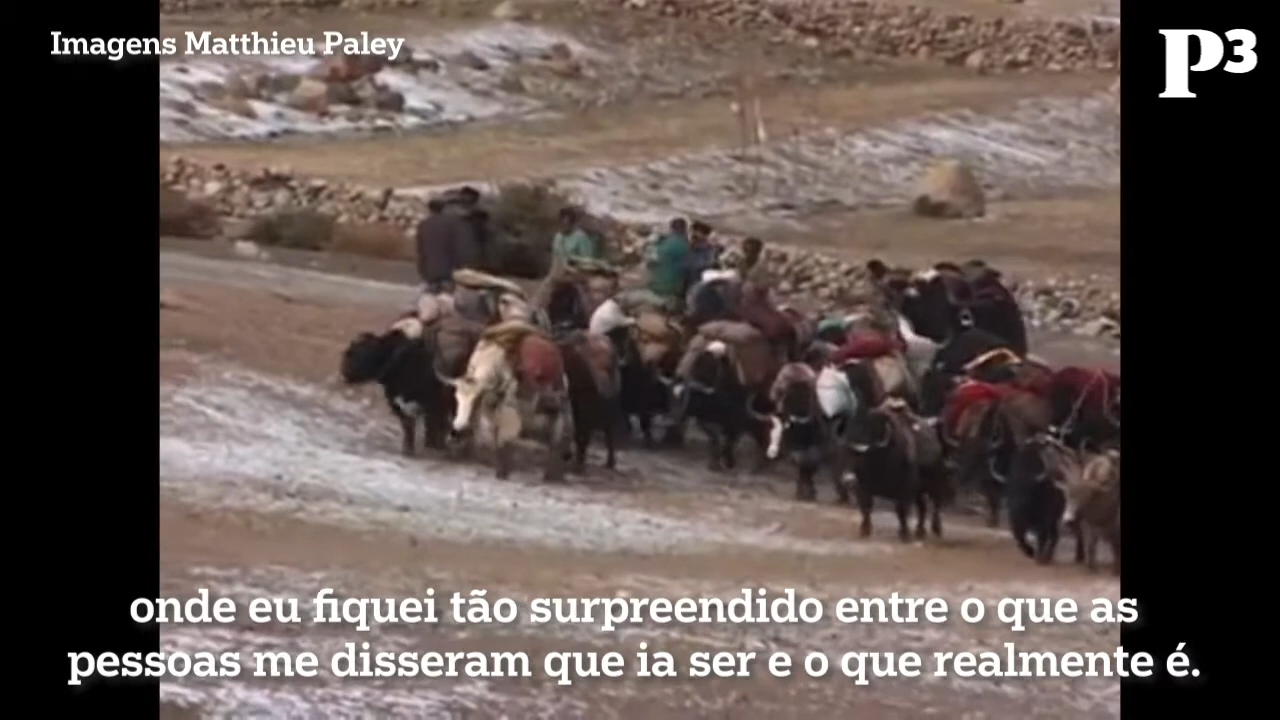 Imagens Matthieu Paley
P3
onde eu fiquei tão surpreendido entre o que as
pessoas me disseram que ia ser e o que realmente é.